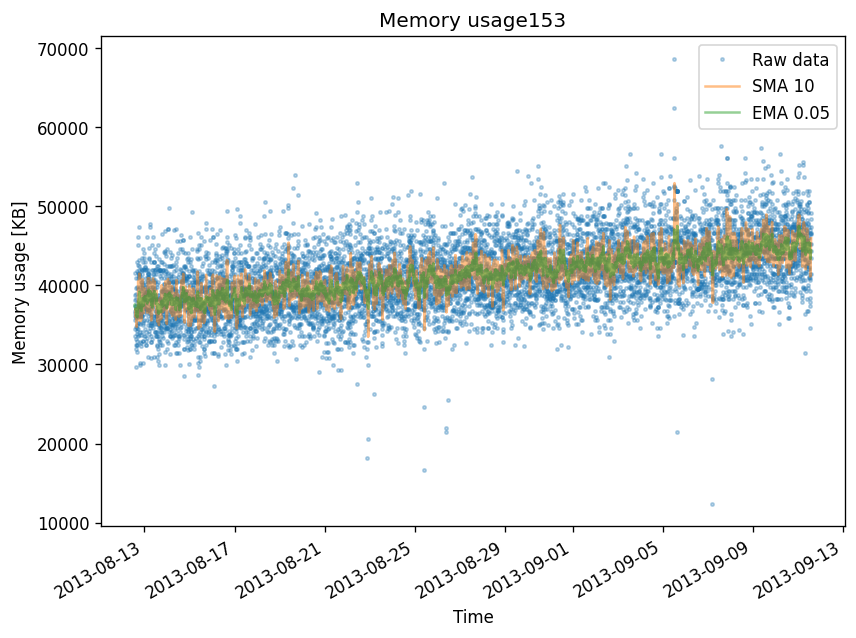 Memory usage153
70000
60000
50000
40000
30000
20000
10000
Memory usage [KB]
Raw data
SMA 10
EMA 0.05
2013-08-13
2013-08-17
2013-08-21
2013-08-25
2013-08-29
2013-09-01
2013-09-05
2013-09-09
2013-09-13
Time